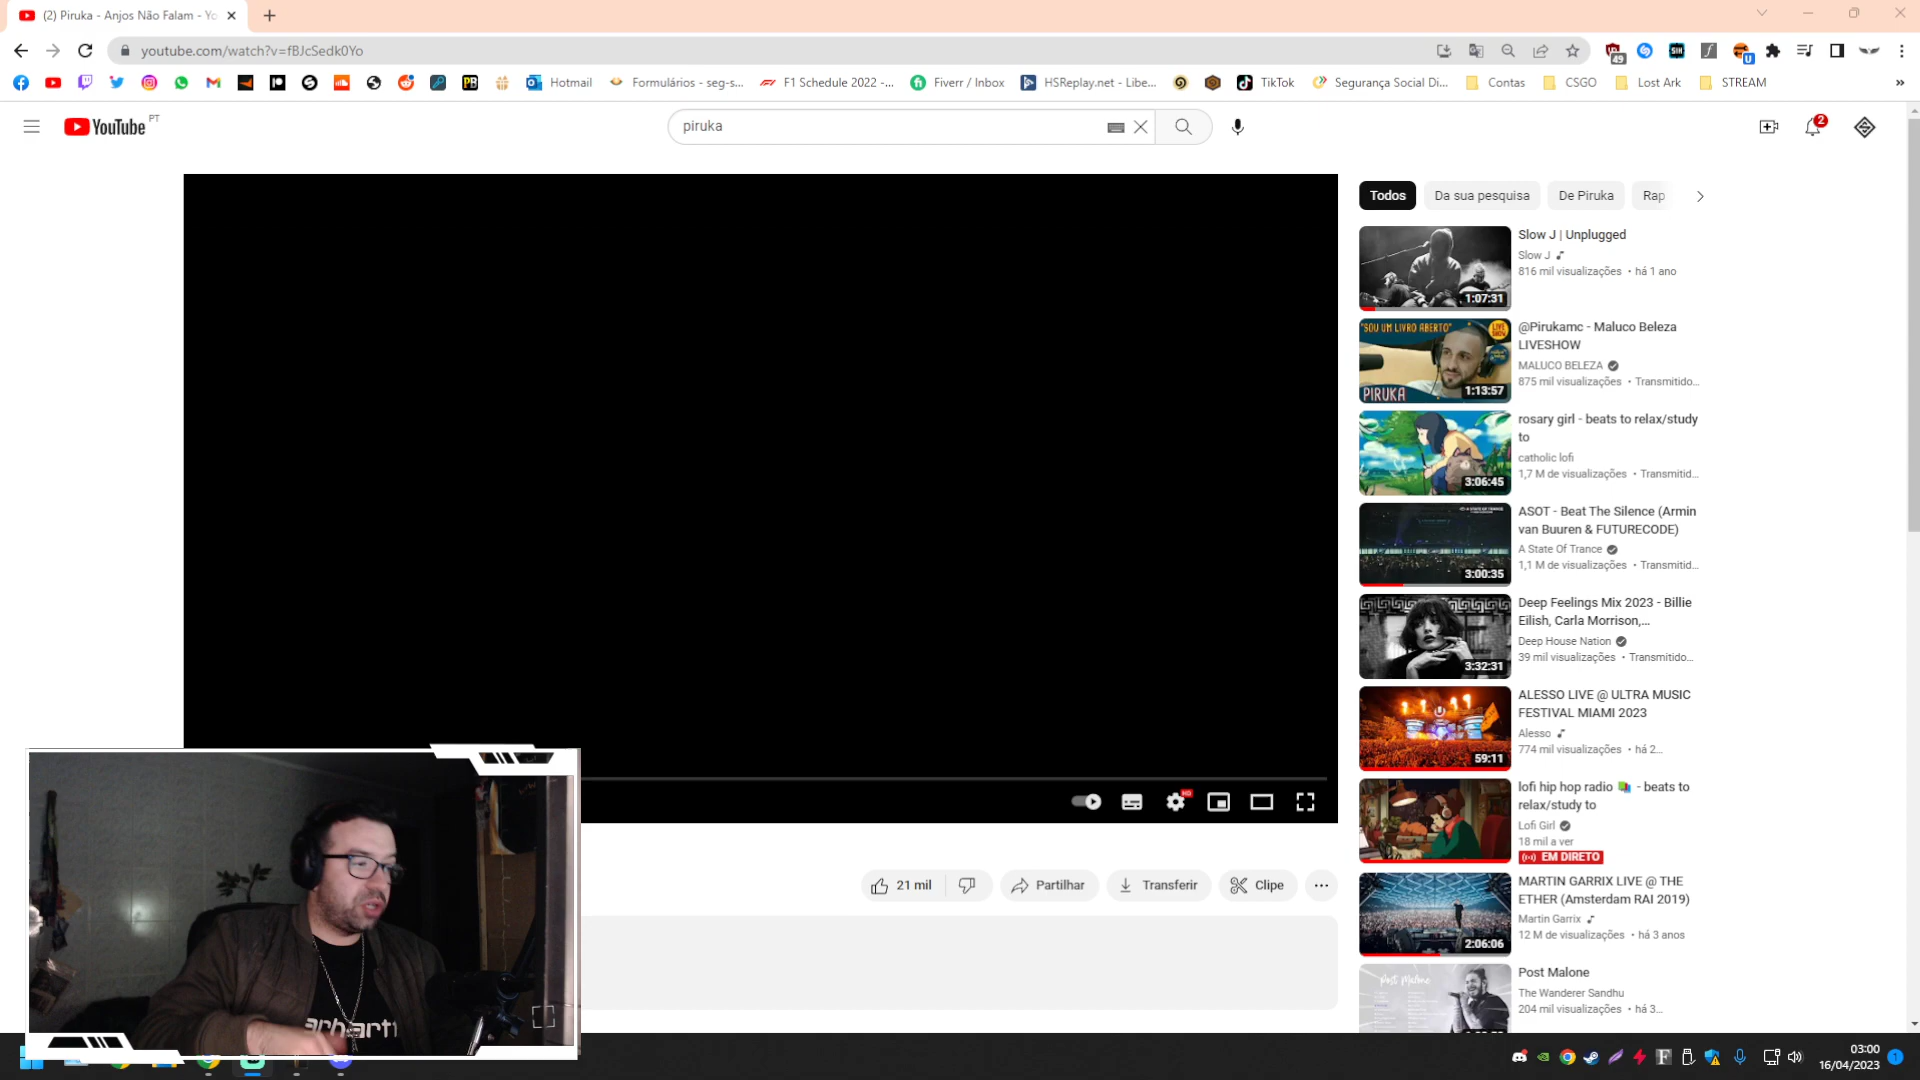 (2) Piruka - Anjos Não Falam - Yo
youtube.com/watch?v=fBJcSedk0Yo
49
U
Hotmail
Formulários - seg-s...
F1 Schedule 2022 -...
Fiverr / Inbox
HSReplay.net - Libe...
TikTok
Segurança Social Di...
Contas
CSGO
Lost Ark
STREAM
YouTube PT
piruka
2
Todos
Da sua pesquisa
De Piruka
Rap
Slow J | Unplugged
Slow J
816 mil visualizações • há 1 ano
1:07:31
"SOU UM LIVRO ABERTO"
PIRUKA
1:13:57
@Pirukamc - Maluco Beleza
LIVESHOW
MALUCO BELEZA
875 mil visualizações • Transmitido...
rosary girl - beats to relax/study
to
catholic lofi
1,7 M de visualizações • Transmitid...
3:06:45
ASOT - Beat The Silence (Armin
van Buuren & FUTURECODE)
A State Of Trance
1,1 M de visualizações • Transmitid...
3:00:35
Deep Feelings Mix 2023 - Billie
Eilish, Carla Morrison,...
Deep House Nation
39 mil visualizações • Transmitido...
3:32:31
ALESSO LIVE @ ULTRA MUSIC
FESTIVAL MIAMI 2023
Alesso
774 mil visualizações • há 2...
59:11
lofi hip hop radio 📚 - beats to
relax/study to
Lofi Girl
18 mil a ver
EM DIRETO
MARTIN GARRIX LIVE @ THE
ETHER (Amsterdam RAI 2019)
Martin Garrix
12 M de visualizações • há 3 anos
2:06:06
Post Malone
Post Malone
The Wanderer Sandhu
204 mil visualizações • há 3...
HD
21 mil
Partilhar
Transferir
Clipe
carhartt
03:00
16/04/2023
1